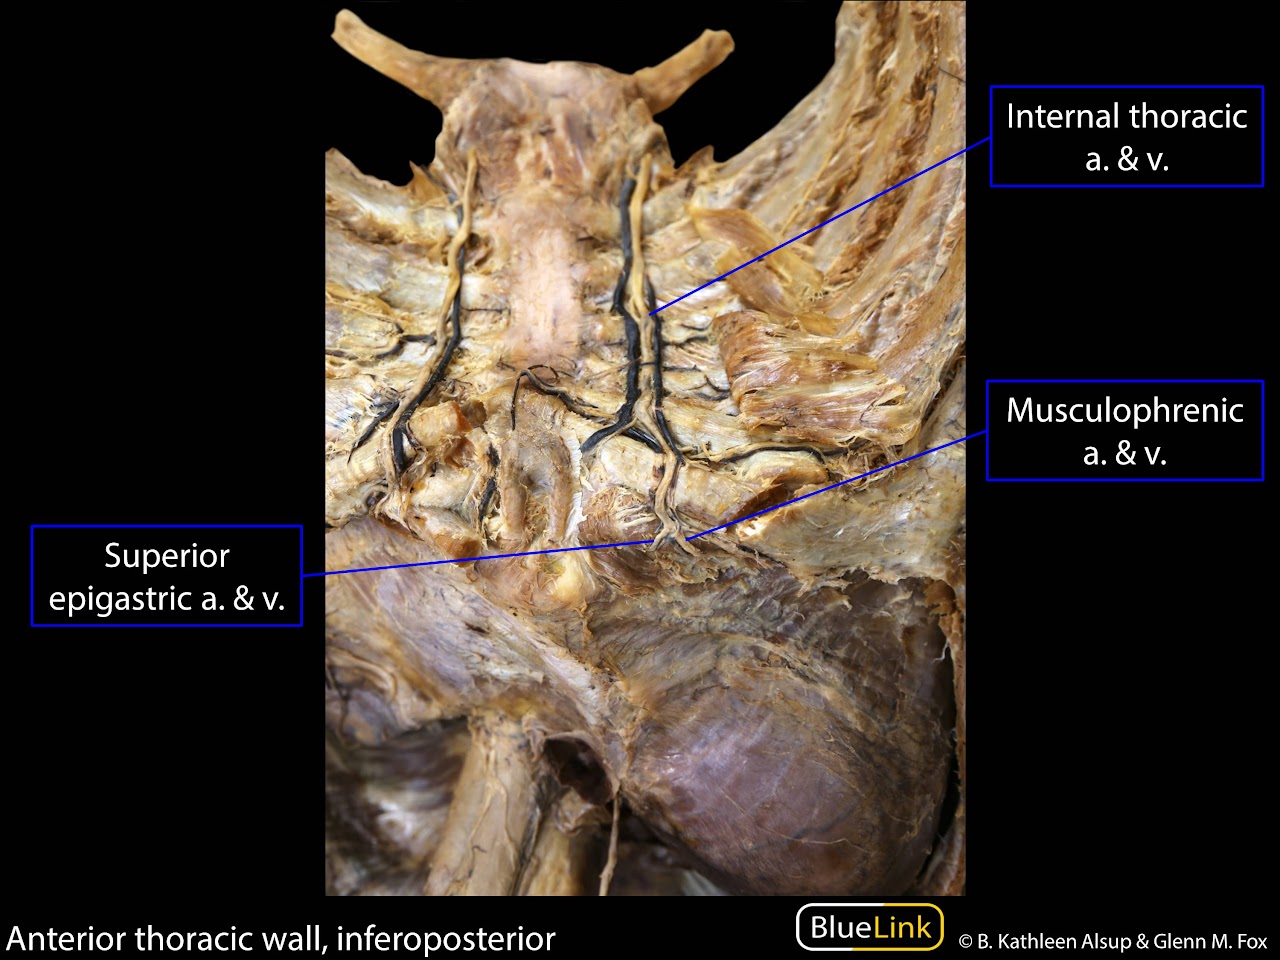 Internal thoracic
a. & v.
Musculophrenic
a. & v.
Superior
epigastric a. & v.
Anterior thoracic wall, inferoposterior
BlueLink
© B. Kathleen Alsup & Glenn M. Fox